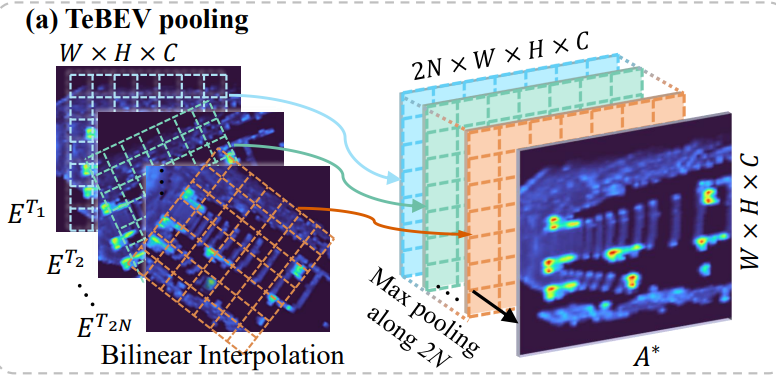 (a) TeBEV pooling
W × H × C
2N × W × H × C
E^{T_1}
E^{T_2}
E^{T_{2N}}
Bilinear Interpolation
Max pooling
along 2N
W × H × C
A*